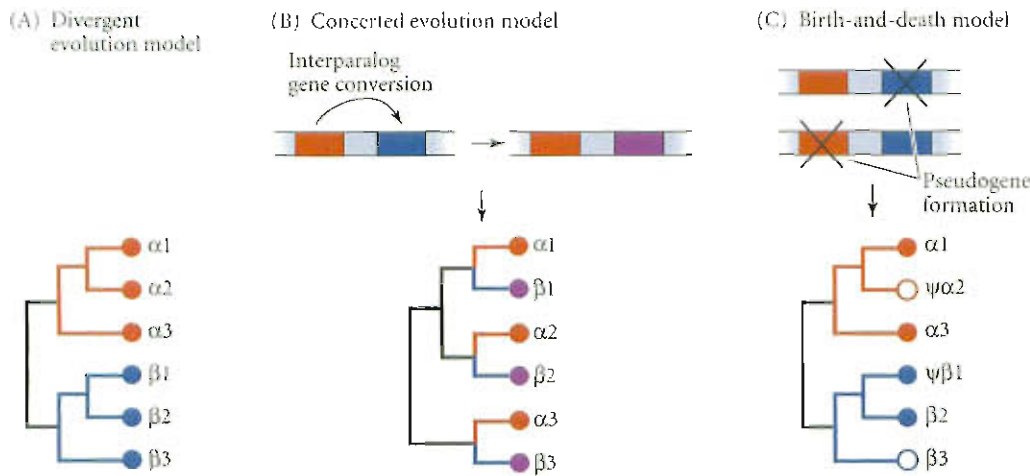 (A) Divergent
evolution model
(B) Concerted evolution model
Interparalog
gene conversion
(C) Birth-and-death model
Pseudogene
formation
α1
α2
α3
β1
β2
β3
α1
β1
α2
β2
α3
β3
α1
ψα2
α3
ψβ1
β2
β3